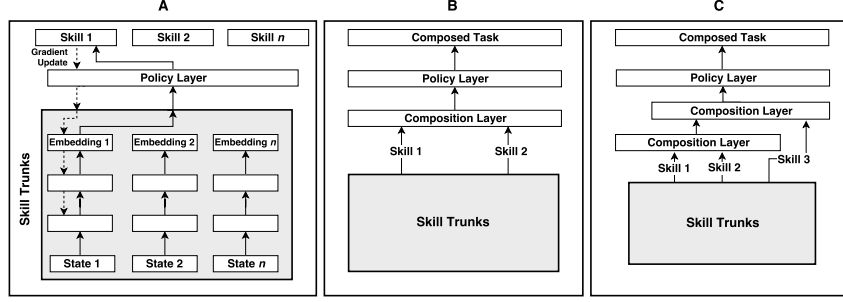 A
Skill 1
Skill 2
Skill n
Gradient
Update
Policy Layer
Embedding 1
Embedding 2
Embedding n
Skill Trunks
State 1
State 2
State n
B
Composed Task
Policy Layer
Composition Layer
Skill 1
Skill 2
Skill Trunks
C
Composed Task
Policy Layer
Composition Layer
Composition Layer
Skill 1
Skill 2
Skill 3
Skill Trunks